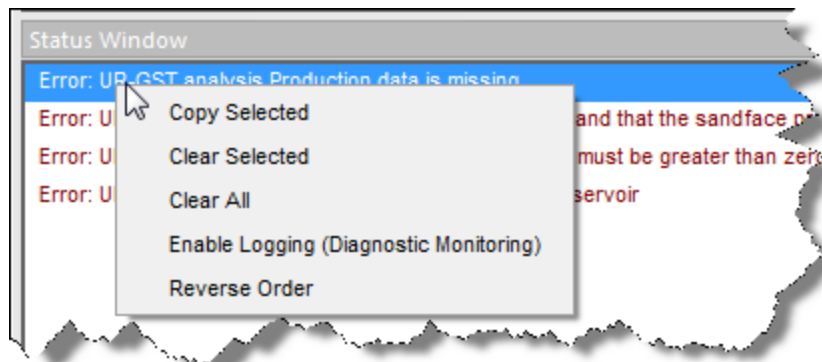 Status Window
Error: UR-GST analysis Production data is missing
Error: and that the sandface
Copy Selected
Error: must be greater than zero
Clear Selected
Error: servoir
Clear All
Enable Logging (Diagnostic Monitoring)
Reverse Order